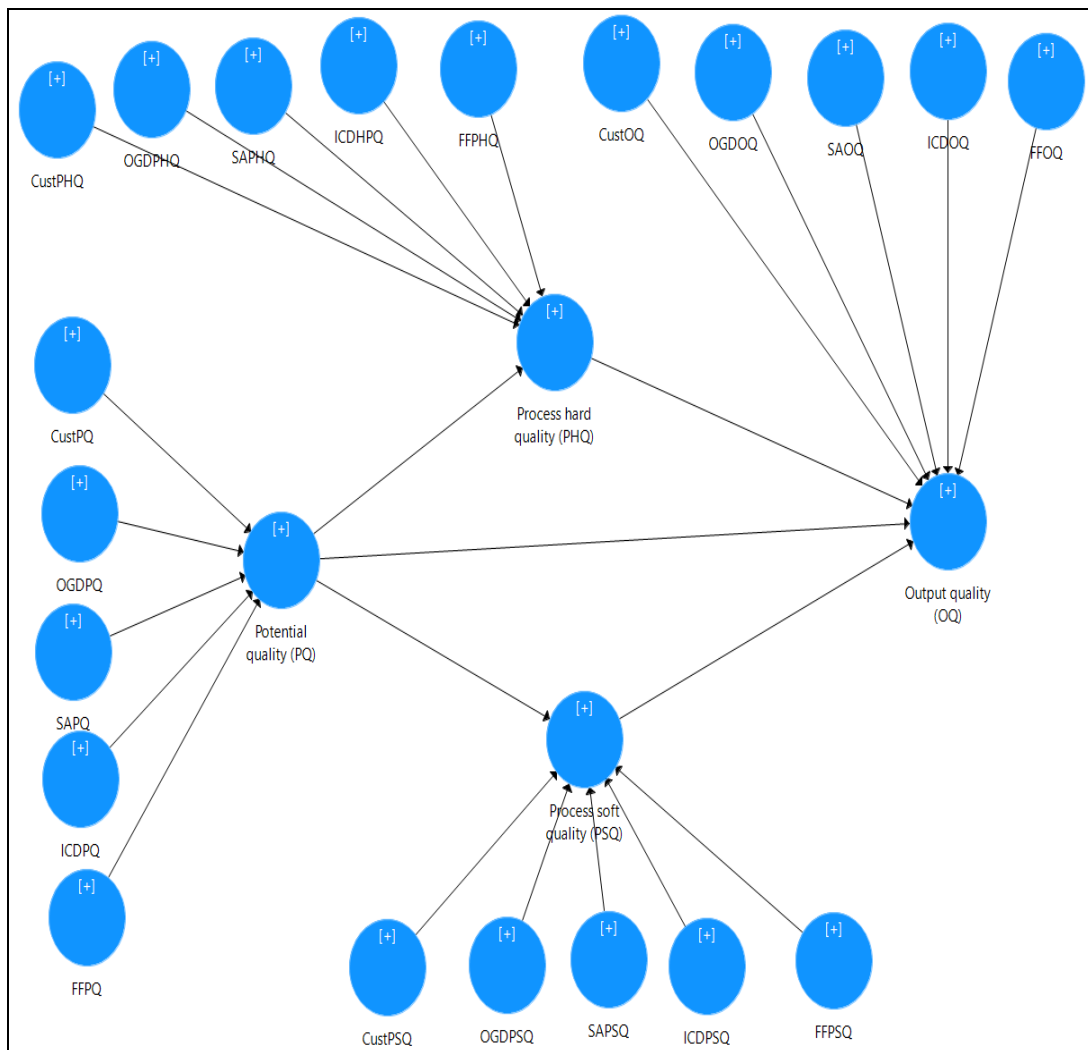 [+]
[+]
[+]
[+]
[+]
[+]
[+]
[+]
[+]
[+]
CustPHQ
OGDPHQ
SAPHQ
ICDHPQ
FFPHQ
CustOQ
OGDOQ
SAOQ
ICDOQ
FFOQ
[+]
Process hard
quality (PHQ)
[+]
CustPQ
[+]
OGDPQ
[+]
SAPQ
[+]
ICDPQ
[+]
FFPQ
[+]
Potential
quality (PQ)
[+]
Output quality
(OQ)
[+]
Process soft
quality (PSQ)
[+]
[+]
[+]
[+]
[+]
CustPSQ
OGDPSQ
SAPSQ
ICDPSQ
FFPSQ